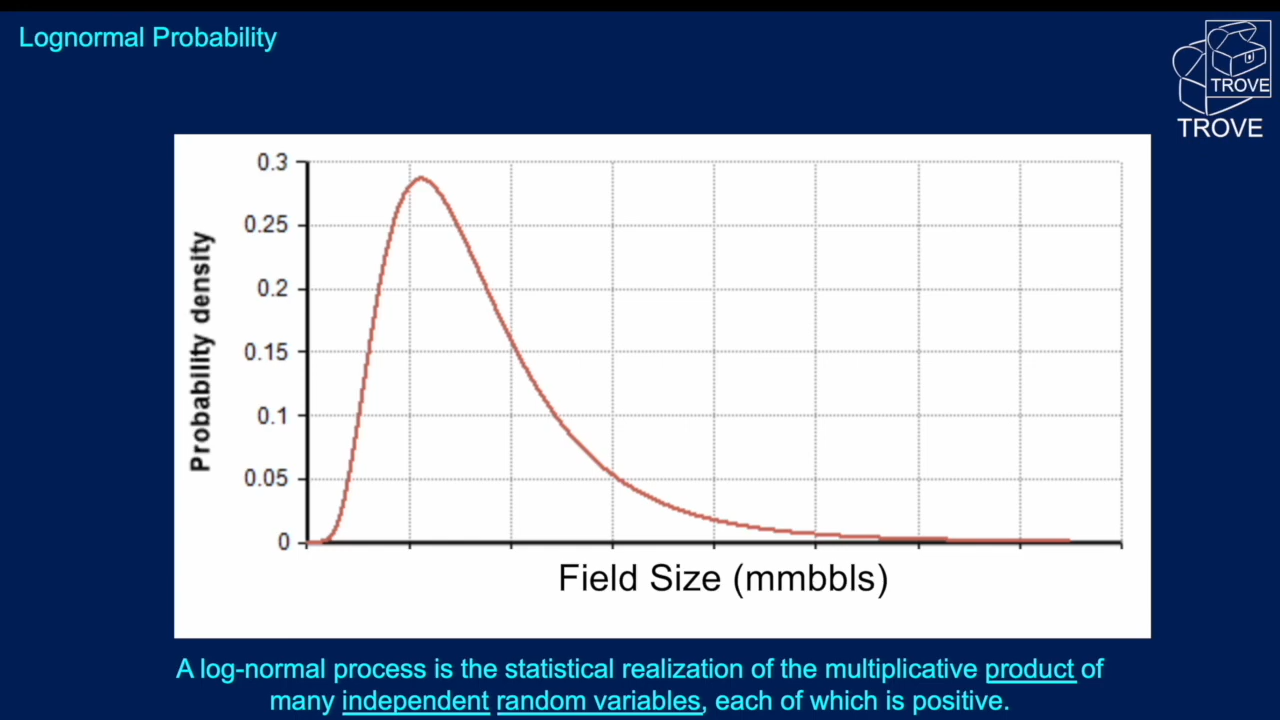 Lognormal Probability
TROVE
TROVE
0.3
0.25
0.2
0.15
0.1
0.05
0
Probability density
Field Size (mmbbls)
A log-normal process is the statistical realization of the multiplicative product of
many independent random variables, each of which is positive.